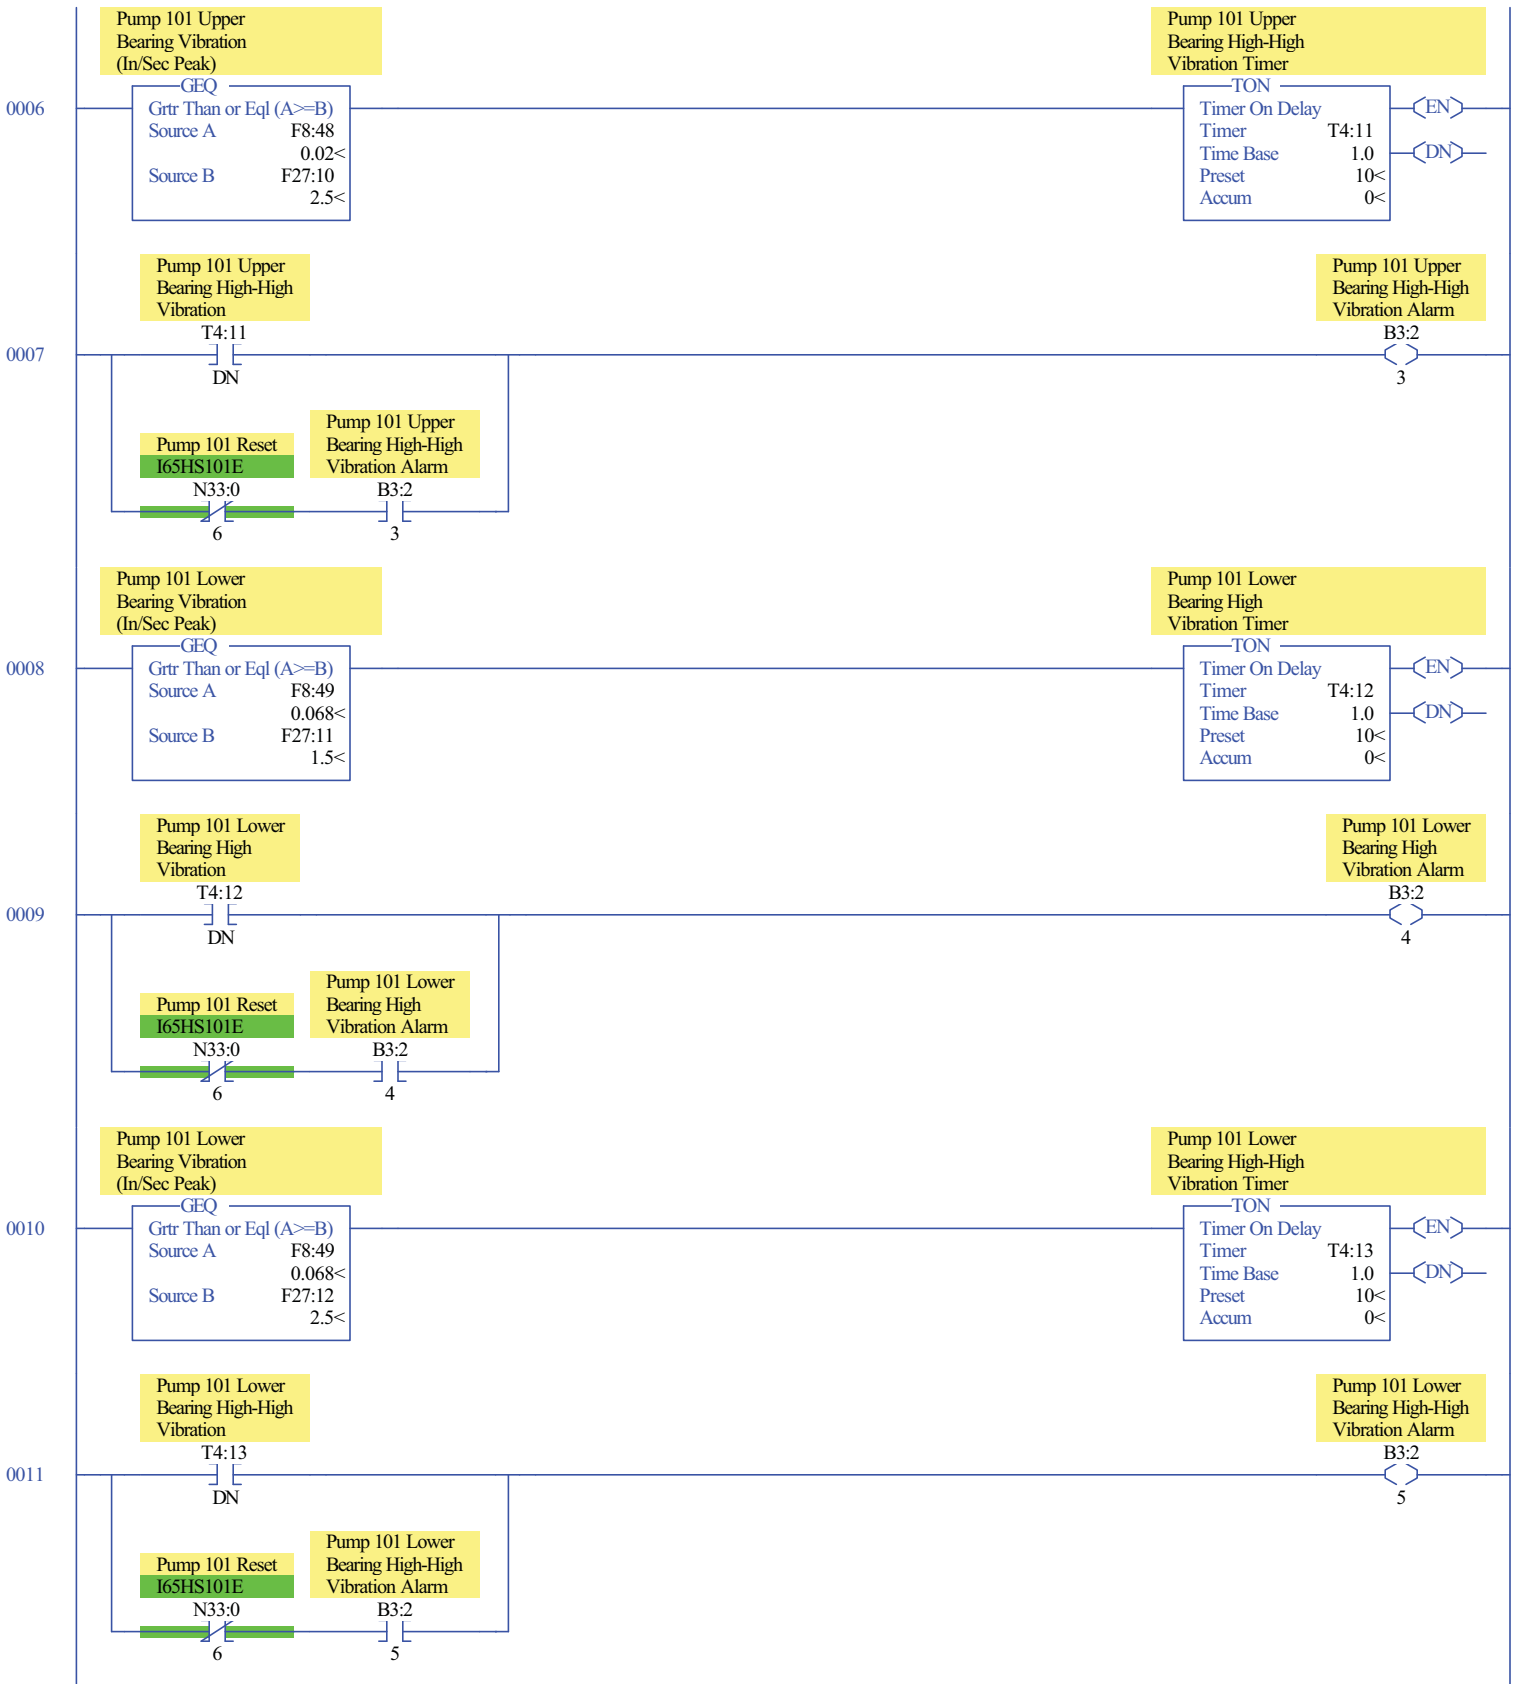 Pump 101 Upper
Bearing Vibration
(In/Sec Peak)
GEQ
Grtr Than or Eql (A>=B)
Source A F8:48
0.02<
Source B F27:10
2.5<
0006
Pump 101 Upper
Bearing High-High
Vibration Timer
TON
Timer On Delay
Timer T4:11
Time Base 1.0
Preset 10<
Accum 0<
EN
DN
Pump 101 Upper
Bearing High-High
Vibration
T4:11
DN
0007
Pump 101 Upper
Bearing High-High
Vibration Alarm
B3:2
3
Pump 101 Reset
I65HS101E
N33:0
6
Pump 101 Upper
Bearing High-High
Vibration Alarm
B3:2
3
Pump 101 Lower
Bearing Vibration
(In/Sec Peak)
GEQ
Grtr Than or Eql (A>=B)
Source A F8:49
0.068<
Source B F27:11
1.5<
0008
Pump 101 Lower
Bearing High
Vibration Timer
TON
Timer On Delay
Timer T4:12
Time Base 1.0
Preset 10<
Accum 0<
EN
DN
Pump 101 Lower
Bearing High
Vibration
T4:12
DN
0009
Pump 101 Lower
Bearing High
Vibration Alarm
B3:2
4
Pump 101 Reset
I65HS101E
N33:0
6
Pump 101 Lower
Bearing High
Vibration Alarm
B3:2
4
Pump 101 Lower
Bearing Vibration
(In/Sec Peak)
GEQ
Grtr Than or Eql (A>=B)
Source A F8:49
0.068<
Source B F27:12
2.5<
0010
Pump 101 Lower
Bearing High-High
Vibration Timer
TON
Timer On Delay
Timer T4:13
Time Base 1.0
Preset 10<
Accum 0<
EN
DN
Pump 101 Lower
Bearing High-High
Vibration
T4:13
DN
0011
Pump 101 Lower
Bearing High-High
Vibration Alarm
B3:2
5
Pump 101 Reset
I65HS101E
N33:0
6
Pump 101 Lower
Bearing High-High
Vibration Alarm
B3:2
5